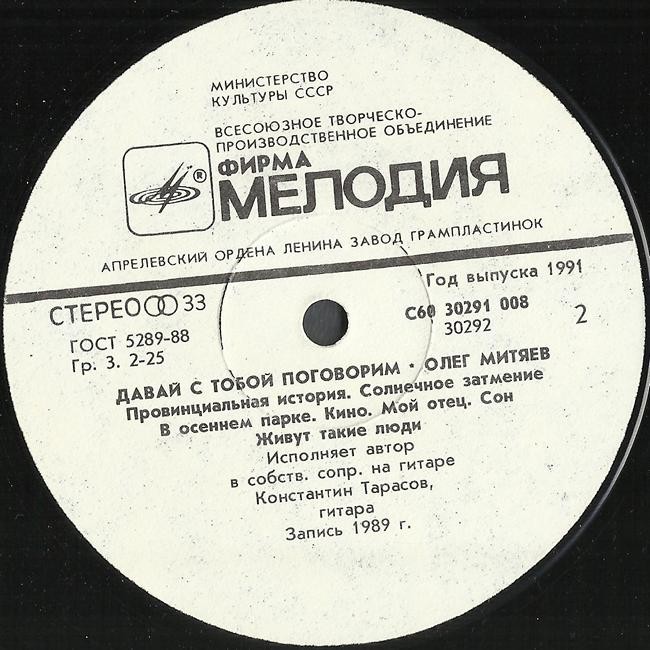 МИНИСТЕРСТВО
КУЛЬТУРЫ СССР
ВСЕСОЮЗНОЕ ТВОРЧЕСКО-
ПРОИЗВОДСТВЕННОЕ ОБЪЕДИНЕНИЕ
ФИРМА
®
МЕЛОДИЯ
АПРЕЛЕВСКИЙ ОРДЕНА ЛЕНИНА ЗАВОД ГРАМПЛАСТИНОК
Год выпуска 1991
СТЕРЕО 33
С60 30291 008
30292
2
ГОСТ 5289-88
Гр. 3. 2-25
ДАВАЙ С ТОБОЙ ПОГОВОРИМ · ОЛЕГ МИТЯЕВ
Провинциальная история. Солнечное затмение
В осеннем парке. Кино. Мой отец. Сон
Живут такие люди
Исполняет автор
в собств. сопр. на гитаре
Константин Тарасов,
гитара
Запись 1989 г.